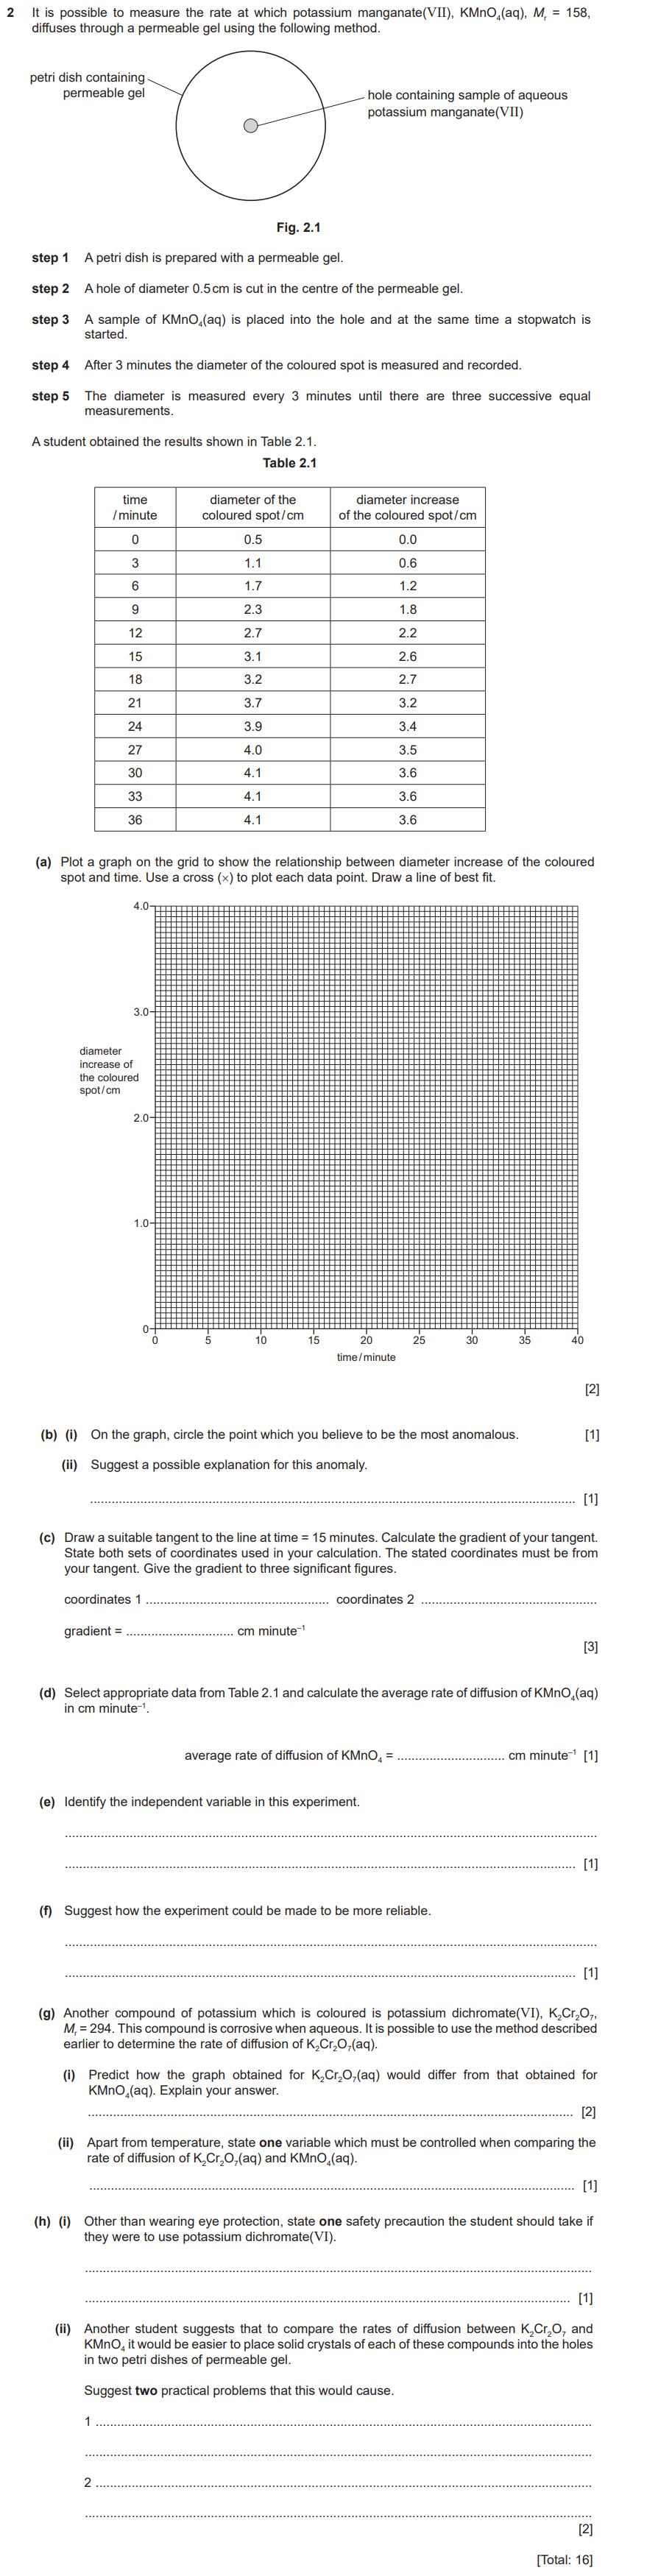 2 It is possible to measure the rate at which potassium manganate(VII), KMnO₄(aq), Mᵣ = 158,
diffuses through a permeable gel using the following method.
petri dish containing
permeable gel
hole containing sample of aqueous
potassium manganate(VII)
Fig. 2.1
step 1 A petri dish is prepared with a permeable gel.
step 2 A hole of diameter 0.5 cm is cut in the centre of the permeable gel.
step 3 A sample of KMnO₄(aq) is placed into the hole and at the same time a stopwatch is
started.
step 4 After 3 minutes the diameter of the coloured spot is measured and recorded.
step 5 The diameter is measured every 3 minutes until there are three successive equal
measurements.
A student obtained the results shown in Table 2.1.
Table 2.1
time diameter of the diameter increase
/minute coloured spot/cm of the coloured spot/cm
0 0.5 0.0
3 1.1 0.6
6 1.7 1.2
9 2.3 1.8
12 2.7 2.2
15 3.1 2.6
18 3.2 2.7
21 3.7 3.2
24 3.9 3.4
27 4.0 3.5
30 4.1 3.6
33 4.1 3.6
36 4.1 3.6
(a) Plot a graph on the grid to show the relationship between diameter increase of the coloured
spot and time. Use a cross (×) to plot each data point. Draw a line of best fit.
4.0
3.0
diameter
increase of
the coloured
spot/cm
2.0
1.0
0
0 5 10 15 20 25 30 35 40
time/minute
[2]
(b) (i) On the graph, circle the point which you believe to be the most anomalous. [1]
(ii) Suggest a possible explanation for this anomaly.
[1]
(c) Draw a suitable tangent to the line at time = 15 minutes. Calculate the gradient of your tangent.
State both sets of coordinates used in your calculation. The stated coordinates must be from
your tangent. Give the gradient to three significant figures.
coordinates 1 ........ coordinates 2 ........
gradient = ........ cm minute⁻¹
[3]
(d) Select appropriate data from Table 2.1 and calculate the average rate of diffusion of KMnO₄(aq)
in cm minute⁻¹.
average rate of diffusion of KMnO₄ = ........ cm minute⁻¹ [1]
(e) Identify the independent variable in this experiment.
[1]
(f) Suggest how the experiment could be made to be more reliable.
[1]
(g) Another compound of potassium which is coloured is potassium dichromate(VI), K₂Cr₂O₇,
Mᵣ = 294. This compound is corrosive when aqueous. It is possible to use the method described
earlier to determine the rate of diffusion of K₂Cr₂O₇(aq).
(i) Predict how the graph obtained for K₂Cr₂O₇(aq) would differ from that obtained for
KMnO₄(aq). Explain your answer.
[2]
(ii) Apart from temperature, state one variable which must be controlled when comparing the
rate of diffusion of K₂Cr₂O₇(aq) and KMnO₄(aq).
[1]
(h) (i) Other than wearing eye protection, state one safety precaution the student should take if
they were to use potassium dichromate(VI).
[1]
(ii) Another student suggests that to compare the rates of diffusion between K₂Cr₂O₇ and
KMnO₄ it would be easier to place solid crystals of each of these compounds into the holes
in two petri dishes of permeable gel.
Suggest two practical problems that this would cause.
1
2
[2]
[Total: 16]